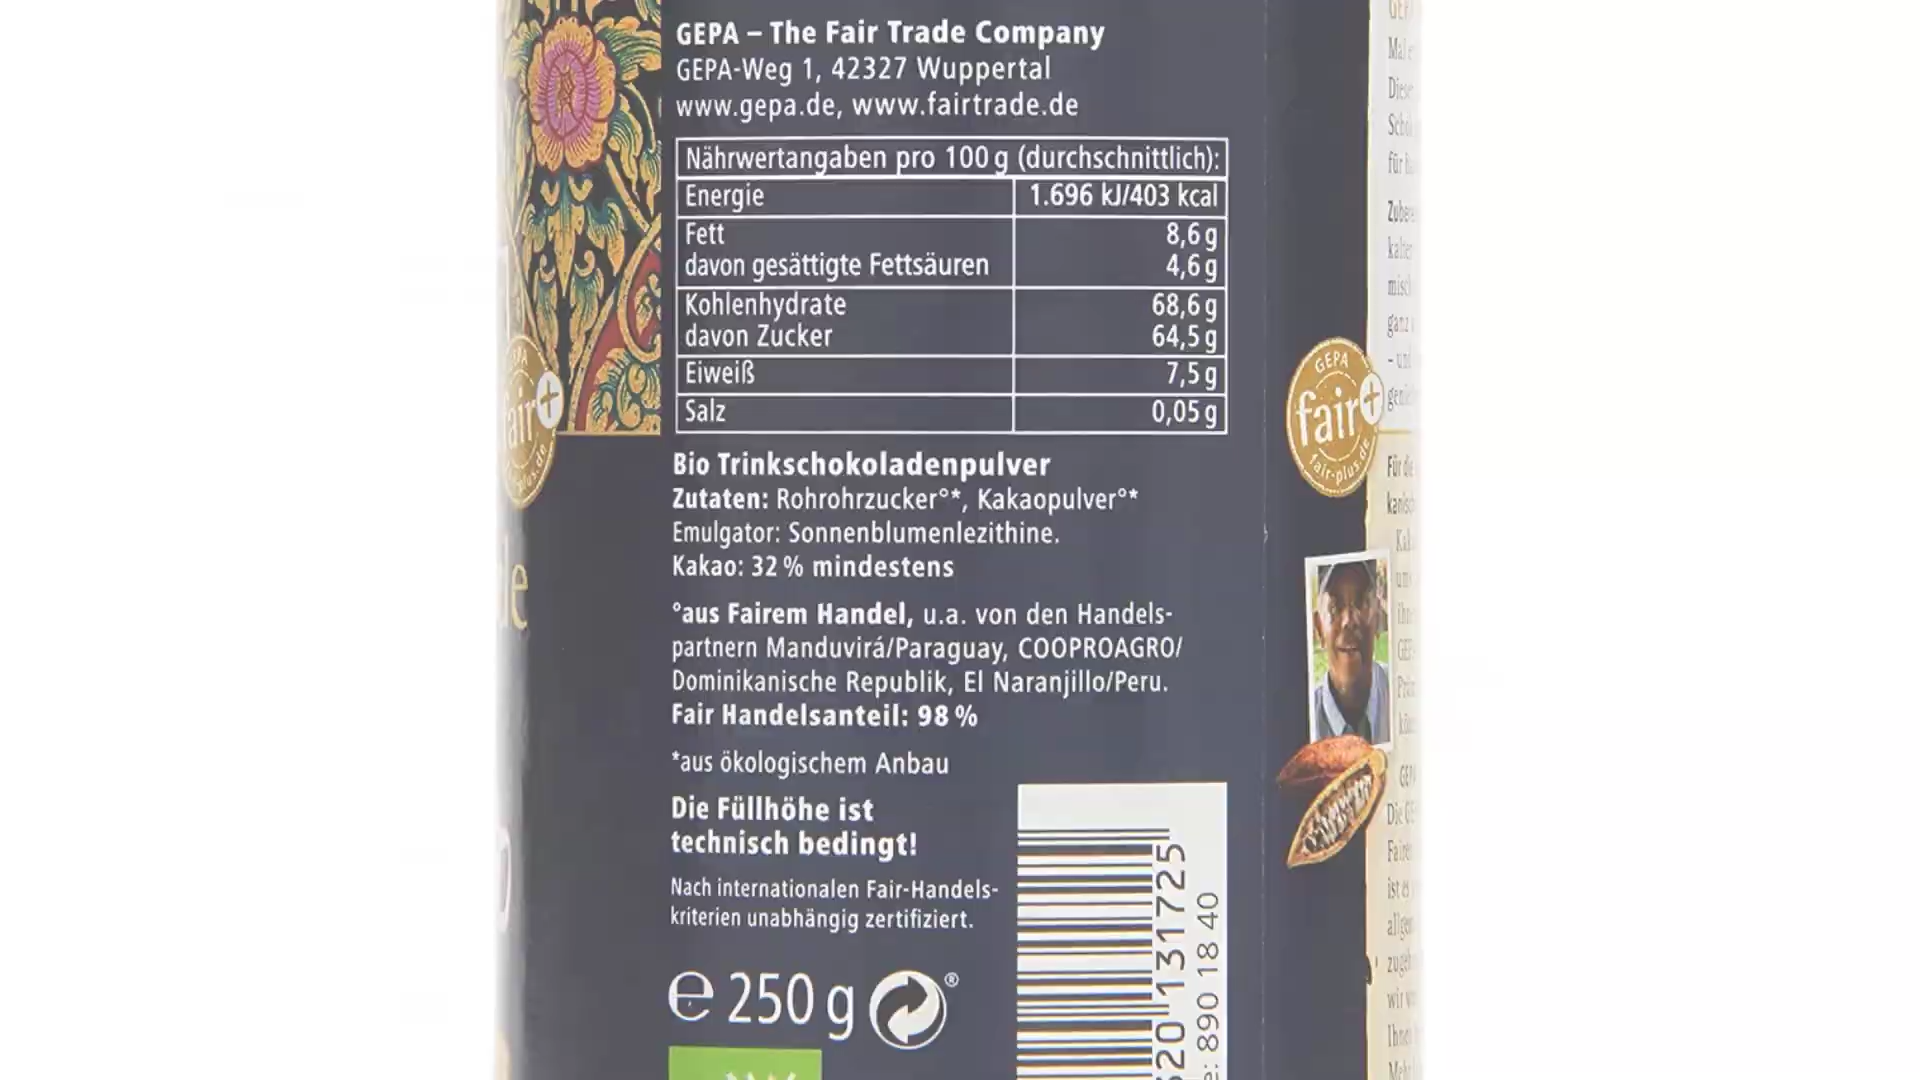 GEPA – The Fair Trade Company
GEPA-Weg 1, 42327 Wuppertal
www.gepa.de, www.fairtrade.de
Nährwertangaben pro 100 g (durchschnittlich):
Energie 1.696 kJ/403 kcal
Fett 8,6 g
davon gesättigte Fettsäuren 4,6 g
Kohlenhydrate 68,6 g
davon Zucker 64,5 g
Eiweiß 7,5 g
Salz 0,05 g
Bio Trinkschokoladenpulver
Zutaten: Rohrohrzucker°*, Kakaopulver°*
Emulgator: Sonnenblumenlezithine.
Kakao: 32 % mindestens
°aus Fairem Handel, u.a. von den Handels-
partnern Manduvirá/Paraguay, COOPROAGRO/
Dominikanische Republik, El Naranjillo/Peru.
Fair Handelsanteil: 98 %
*aus ökologischem Anbau
Die Füllhöhe ist
technisch bedingt!
Nach internationalen Fair-Handels-
kriterien unabhängig zertifiziert.
℮ 250 g ®
20 131725
890 18 40
GEPA
fair+
fair-plus.de